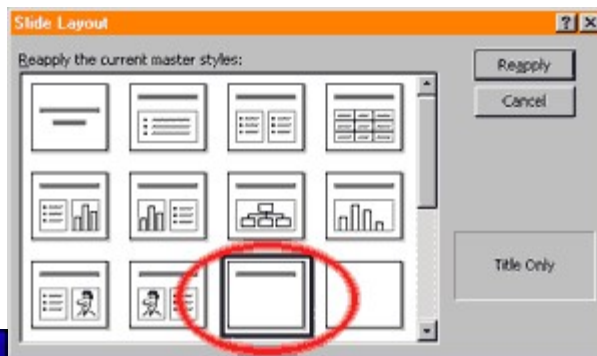 Slide Layout
Reapply the current master styles:
Reapply
Cancel
Title Only